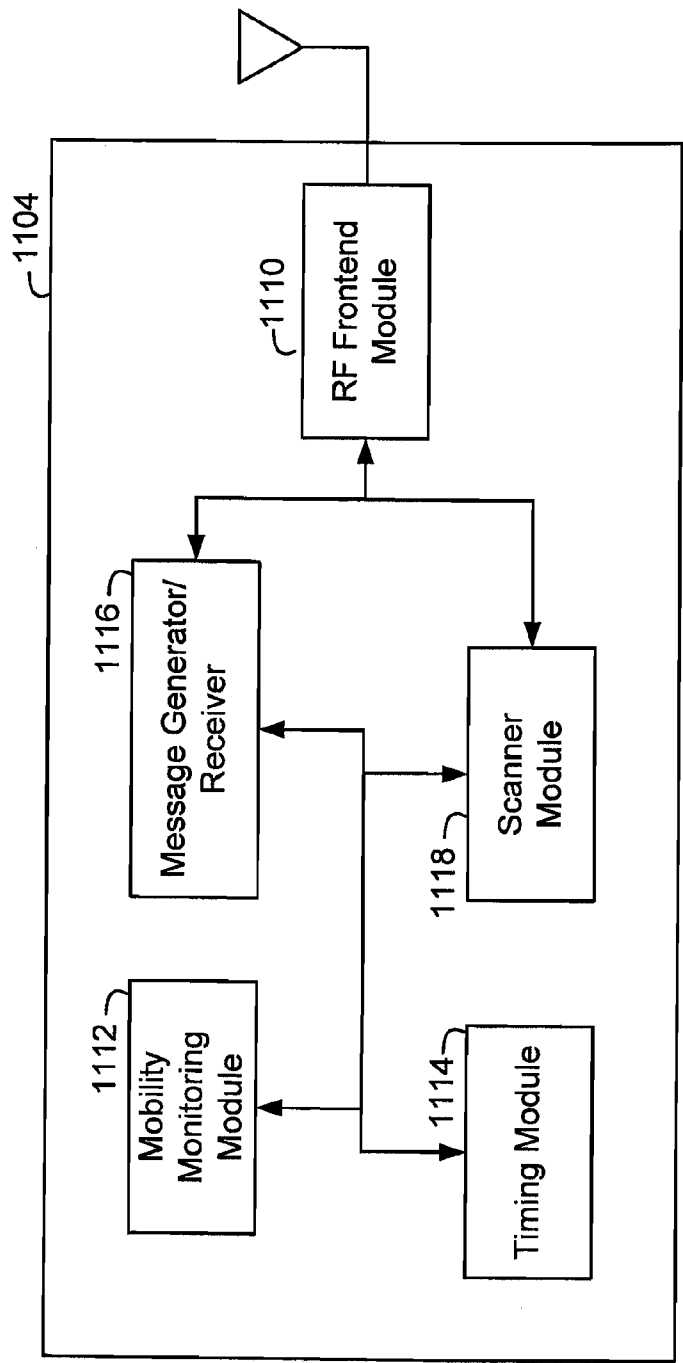 1104
1112
Mobility
Monitoring
Module
1116
Message Generator/
Receiver
1110
RF Frontend
Module
1114
Timing Module
1118
Scanner
Module